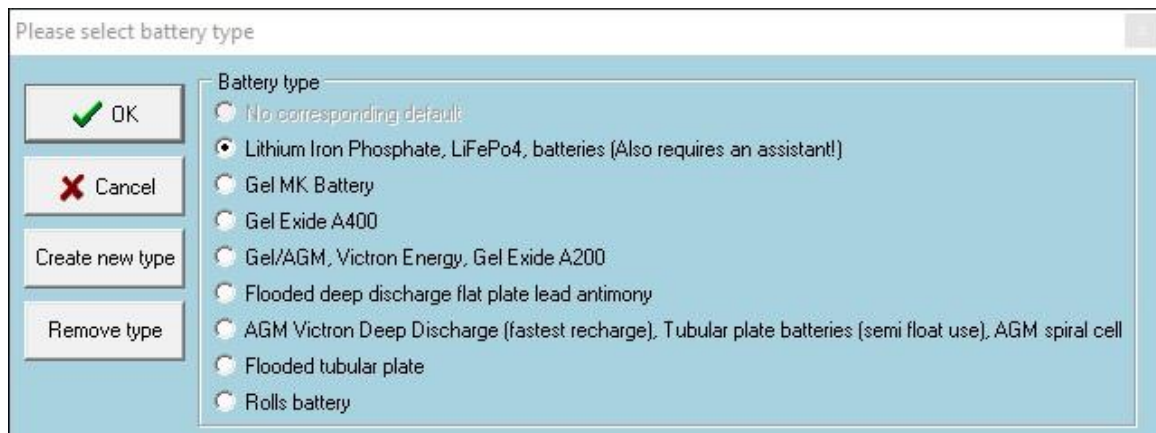 Please select battery type
OK
Cancel
Create new type
Remove type
Battery type
No corresponding default
Lithium Iron Phosphate, LiFePo4, batteries (Also requires an assistant!)
Gel MK Battery
Gel Exide A400
Gel/AGM, Victron Energy, Gel Exide A200
Flooded deep discharge flat plate lead antimony
AGM Victron Deep Discharge (fastest recharge), Tubular plate batteries (semi float use), AGM spiral cell
Flooded tubular plate
Rolls battery